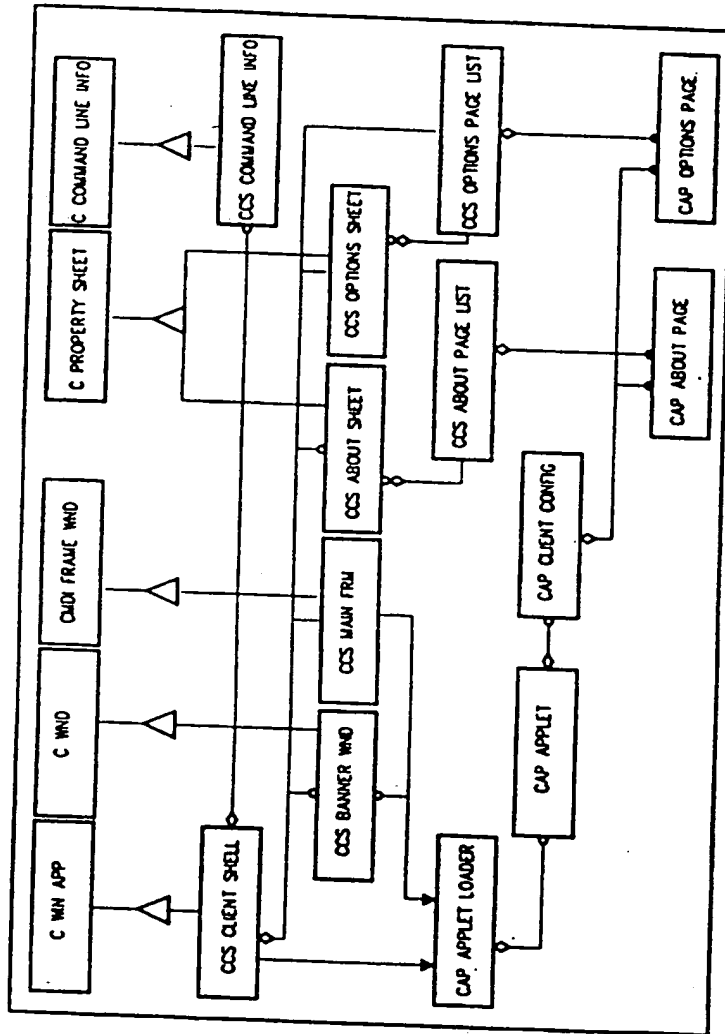 C WIN APP
C WND
CMDI FRAME WND
C PROPERTY SHEET
C COMMAND LINE INFO
CCS CLIENT SHELL
CCS COMMAND LINE INFO
CCS BANNER WND
CCS MAIN FRM
CCS ABOUT SHEET
CCS OPTIONS SHEET
CCS ABOUT PAGE LIST
CCS OPTIONS PAGE LIST
CAP APPLET LOADER
CAP APPLET
CAP CLIENT CONFIG
CAP ABOUT PAGE
CAP OPTIONS PAGE.